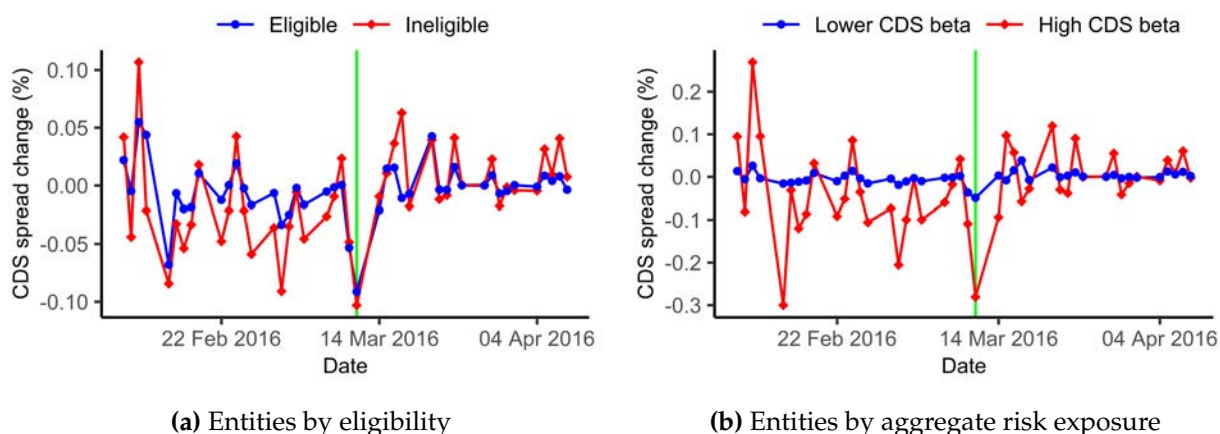 Eligible Ineligible
CDS spread change (%)
0.10
0.05
0.00
-0.05
-0.10
22 Feb 2016 14 Mar 2016 04 Apr 2016
Date
(a) Entities by eligibility
Lower CDS beta High CDS beta
CDS spread change (%)
0.2
0.1
0.0
-0.1
-0.2
-0.3
22 Feb 2016 14 Mar 2016 04 Apr 2016
Date
(b) Entities by aggregate risk exposure